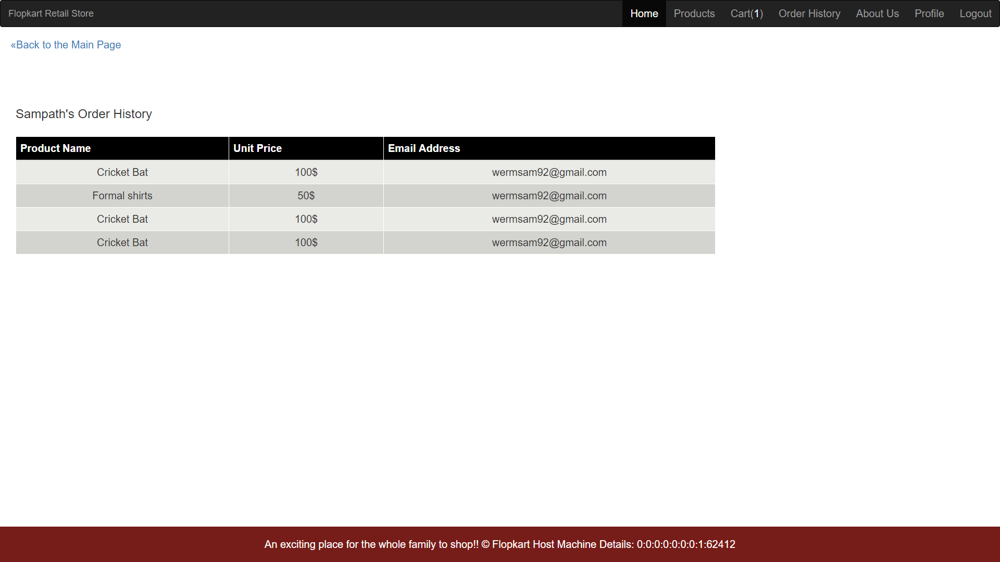 Flopkart Retail Store Home Products Cart(1) Order History About Us Profile Logout
«Back to the Main Page
Sampath's Order History
Product Name Unit Price Email Address
Cricket Bat 100$ wermsam92@gmail.com
Formal shirts 50$ wermsam92@gmail.com
Cricket Bat 100$ wermsam92@gmail.com
Cricket Bat 100$ wermsam92@gmail.com
An exciting place for the whole family to shop!! © Flopkart Host Machine Details: 0:0:0:0:0:0:0:1:62412